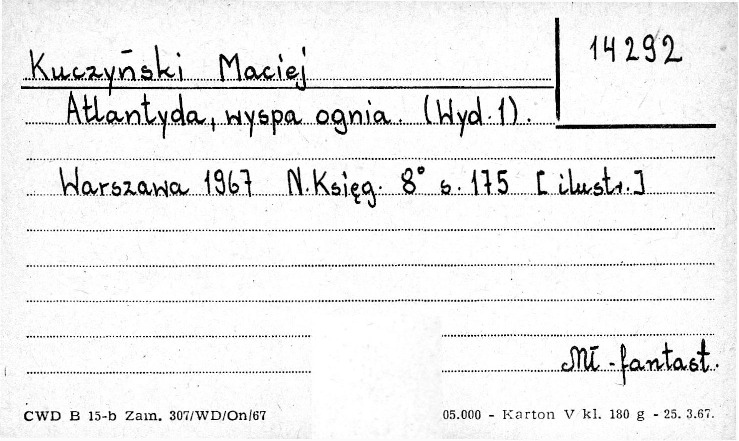 14292
Kuczyński Maciej
Atlantyda, wyspa ognia. (Wyd. 1).
Warszawa 1967 N. Księg. 8° s. 175 [ilustr.]
Mł - fantast.
CWD B 15-b Zam. 307/WD/On/67 05.000 - Karton V kl. 180 g - 25. 3.67.